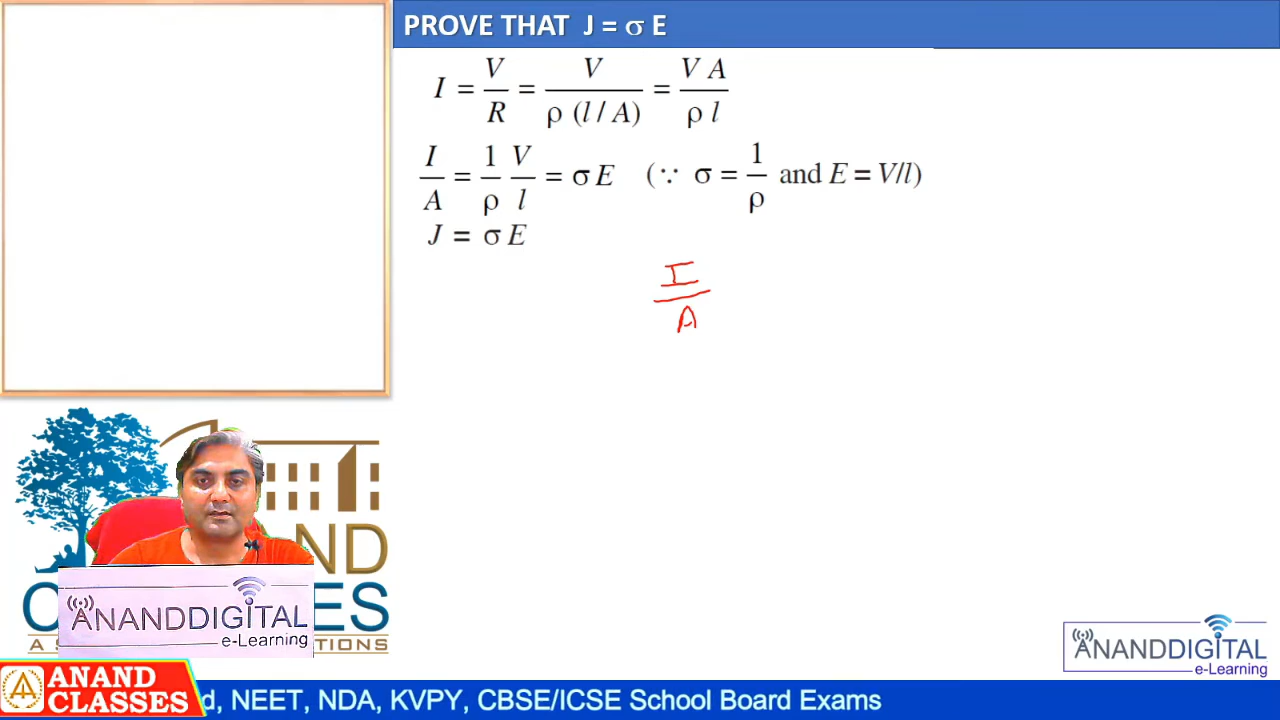 PROVE THAT J = σ E
I = V/R = V/(ρ (l / A)) = V A/ρ l
I/A = 1/ρ V/l = σ E (∵ σ = 1/ρ and E = V/l)
J = σ E
I/A
ANANDDIGITAL
e-Learning
ANANDDIGITAL
e-Learning
ANAND
CLASSES
d, NEET, NDA, KVPY, CBSE/ICSE School Board Exams